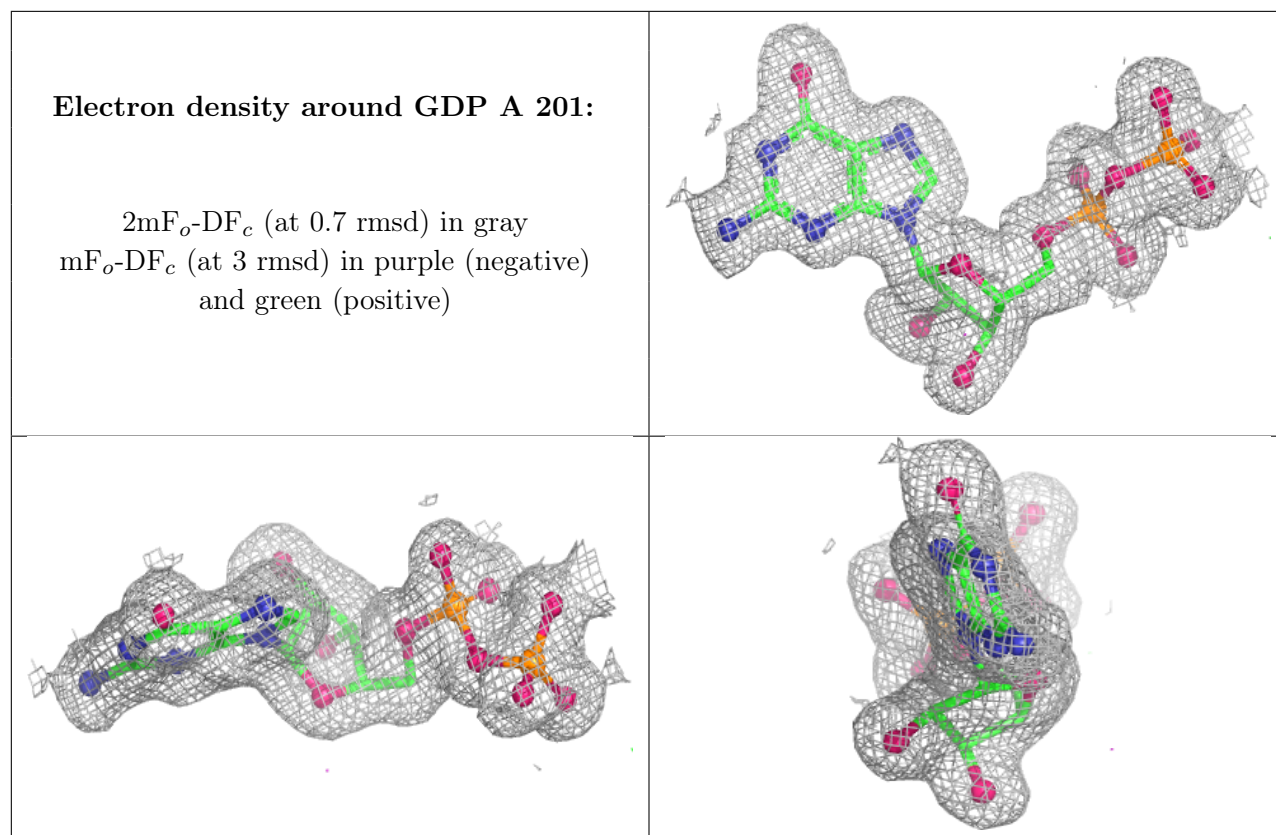 Electron density around GDP A 201:
2mFo-DFc (at 0.7 rmsd) in gray
mFo-DFc (at 3 rmsd) in purple (negative)
and green (positive)